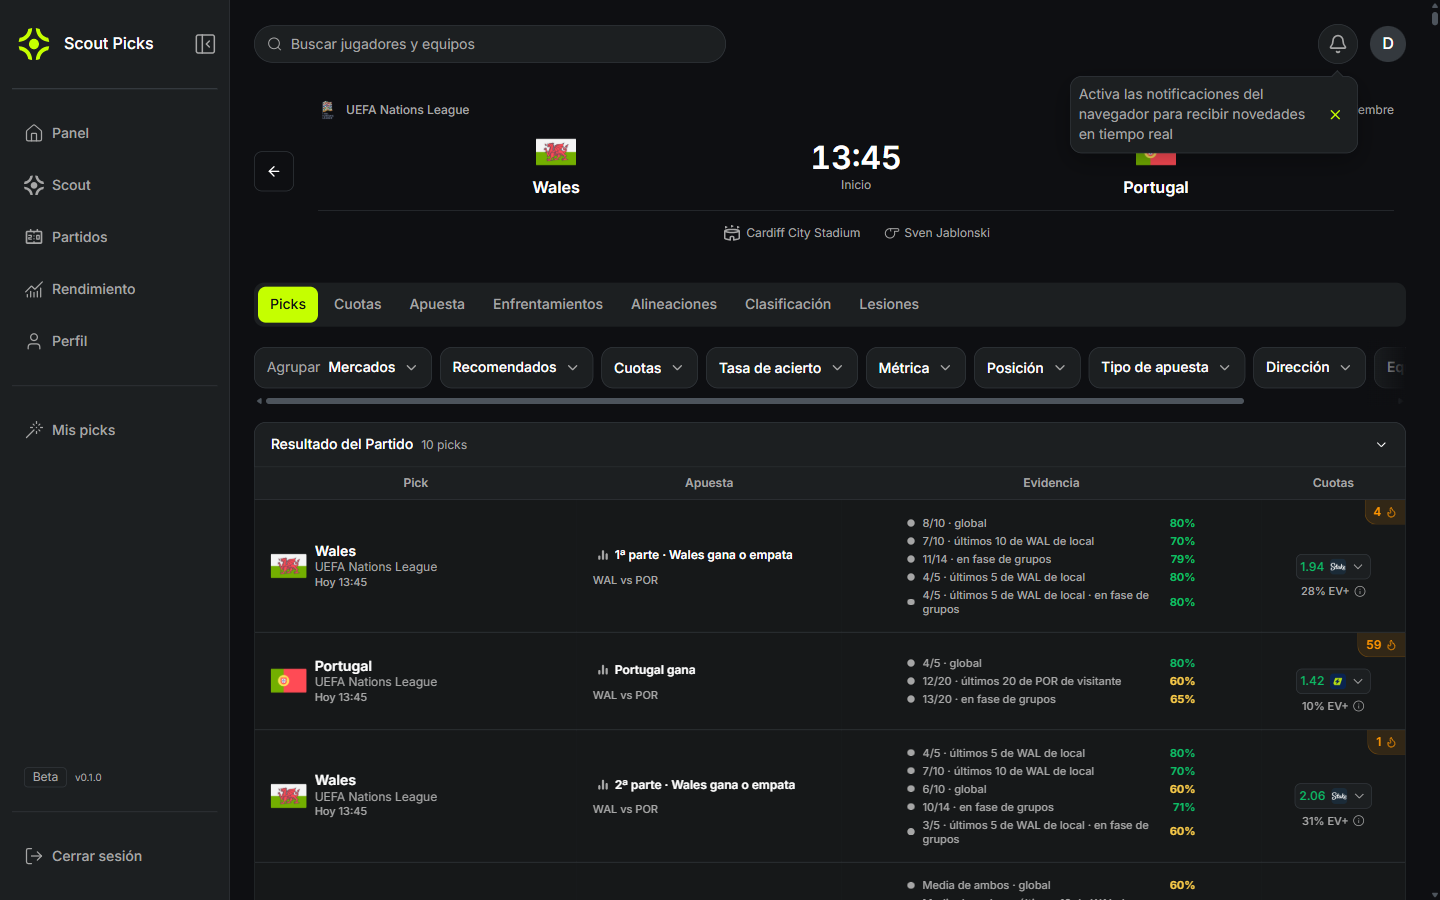 Scout Picks
Buscar jugadores y equipos
D
Activa las notificaciones del
navegador para recibir novedades
en tiempo real
Panel
Scout
Partidos
Rendimiento
Perfil
Mis picks
Beta v0.1.0
Cerrar sesión
UEFA Nations League
embre
Wales
13:45
Inicio
Portugal
Cardiff City Stadium
Sven Jablonski
Picks Cuotas Apuesta Enfrentamientos Alineaciones Clasificación Lesiones
Agrupar Mercados Recomendados Cuotas Tasa de acierto Métrica Posición Tipo de apuesta Dirección Eq
Resultado del Partido 10 picks
Pick Apuesta Evidencia Cuotas
4
Wales
UEFA Nations League
Hoy 13:45
1ª parte · Wales gana o empata
WAL vs POR
8/10 · global 80%
7/10 · últimos 10 de WAL de local 70%
11/14 · en fase de grupos 79%
4/5 · últimos 5 de WAL de local 80%
4/5 · últimos 5 de WAL de local · en fase de
grupos 80%
1.94 Stake
28% EV+
59
Portugal
UEFA Nations League
Hoy 13:45
Portugal gana
WAL vs POR
4/5 · global 80%
12/20 · últimos 20 de POR de visitante 60%
13/20 · en fase de grupos 65%
1.42
10% EV+
1
Wales
UEFA Nations League
Hoy 13:45
2ª parte · Wales gana o empata
WAL vs POR
4/5 · últimos 5 de WAL de local 80%
7/10 · últimos 10 de WAL de local 70%
6/10 · global 60%
10/14 · en fase de grupos 71%
3/5 · últimos 5 de WAL de local · en fase de
grupos 60%
2.06 Stake
31% EV+
Media de ambos · global 60%